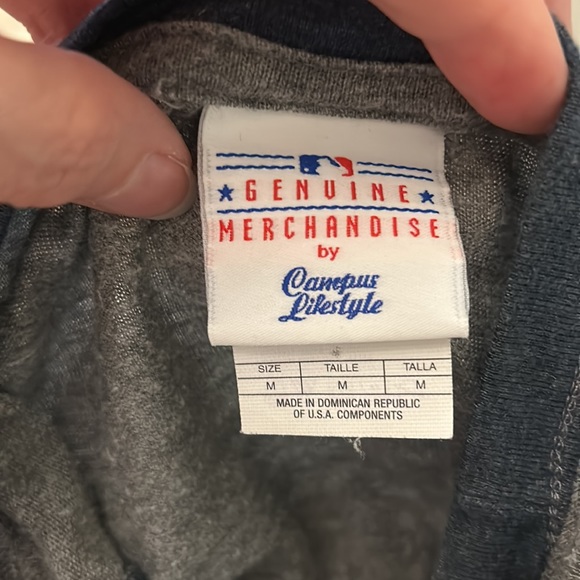 ★ GENUINE ★
MERCHANDISE
by
Campus
Lifestyle
SIZE TAILLE TALLA
M M M
MADE IN DOMINICAN REPUBLIC
OF U.S.A. COMPONENTS